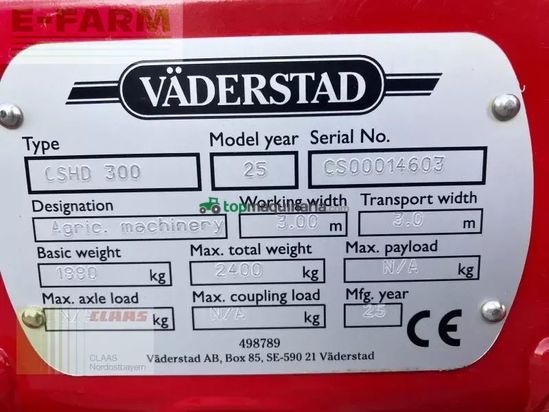 E-FARM
VÄDERSTAD
Type Model year Serial No.
CSHD 300 25 CS00014603
Designation Working width Transport width
Agric. machinery 3.00 m 3.0 m
topmaquinaria.com
Basic weight Max. total weight Max. payload
1990 kg 2400 kg N/A kg
Max. axle load Max. coupling load Mfg. year
kg N/A kg 25 CE
CLAAS
498789
CLAAS
Nordostbayern
Väderstad AB, Box 85, SE-590 21 Väderstad